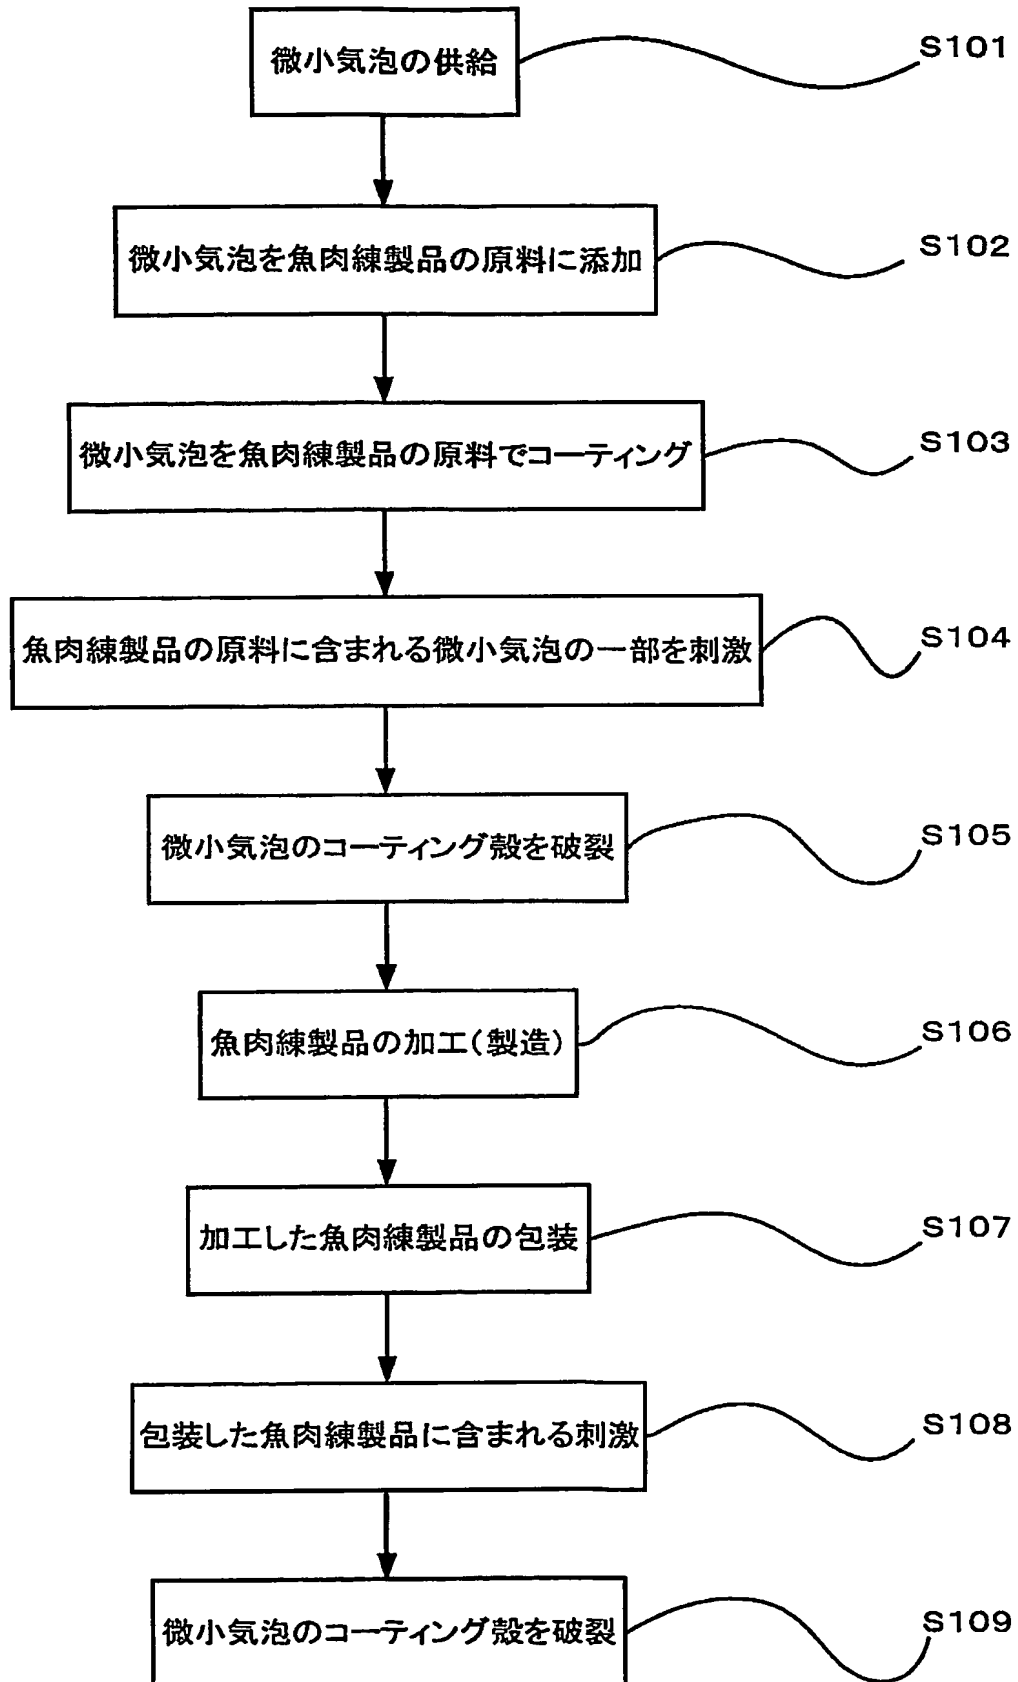 微小気泡の供給
S101
微小気泡を魚肉練製品の原料に添加
S102
微小気泡を魚肉練製品の原料でコーティング
S103
魚肉練製品の原料に含まれる微小気泡の一部を刺激
S104
微小気泡のコーティング殻を破裂
S105
魚肉練製品の加工(製造)
S106
加工した魚肉練製品の包装
S107
包装した魚肉練製品に含まれる刺激
S108
微小気泡のコーティング殻を破裂
S109